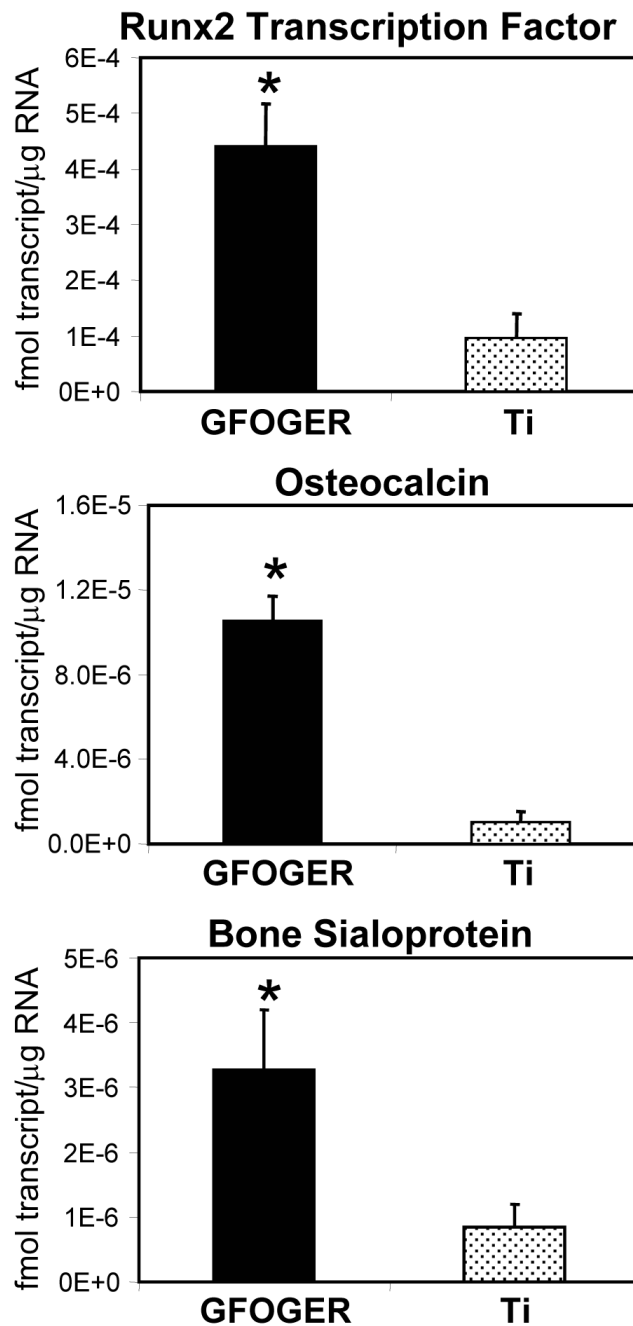 Runx2 Transcription Factor
fmol transcript/μg RNA
6E-4
5E-4
4E-4
3E-4
2E-4
1E-4
0E+0
*
GFOGER Ti
Osteocalcin
fmol transcript/μg RNA
1.6E-5
1.2E-5
8.0E-6
4.0E-6
0.0E+0
*
GFOGER Ti
Bone Sialoprotein
fmol transcript/μg RNA
5E-6
4E-6
3E-6
2E-6
1E-6
0E+0
*
GFOGER Ti